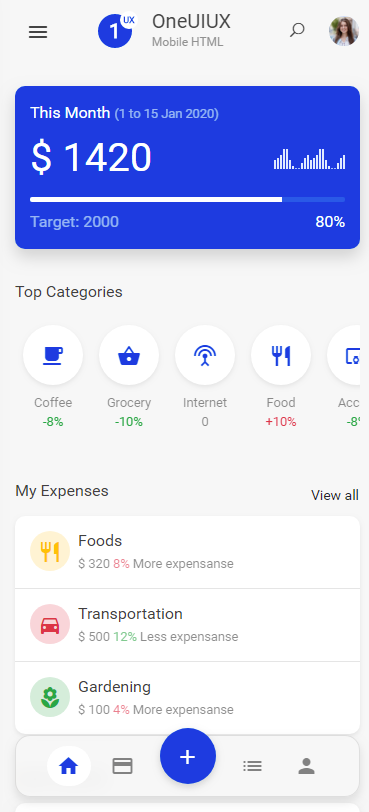 1 UX
OneUIUX
Mobile HTML
This Month (1 to 15 Jan 2020)
$ 1420
Target: 2000
80%
Top Categories
Coffee
-8%
Grocery
-10%
Internet
0
Food
+10%
Acc
-8
My Expenses
View all
Foods
$ 320 8% More expensanse
Transportation
$ 500 12% Less expensanse
Gardening
$ 100 4% More expensanse